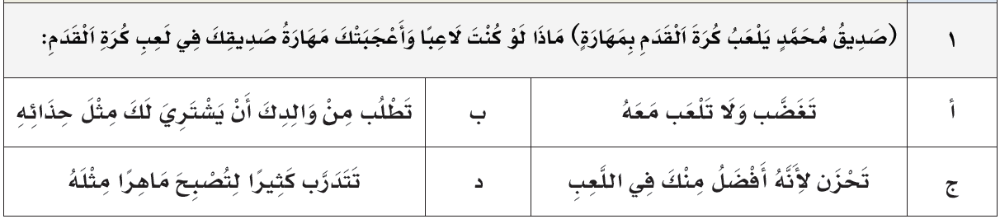 ١ (صَدِيقُ مُحَمَّدٍ يَلْعَبُ كُرَةَ اَلْقَدَمِ بِمَهَارَةٍ) مَاذَا لَوْ كُنْتَ لَاعِبًا وَأَعْجَبَتْكَ مَهَارَةُ صَدِيقِكَ فِي لَعِبِ كُرَةِ اَلْقَدَمِ:
أ تَغَضَّب وَلَا تَلْعَب مَعَهُ ب تَطْلُب مِنْ وَالِدِكَ أَنْ يَشْتَرِيَ لَكَ مِثْلَ حِذَائِهِ
ج تَحْزَن لِأَنَّهُ أَفْضَلُ مِنْكَ فِي اللَّعِبِ د تَتَدَرَّب كَثِيرًا لِتُصْبِحَ مَاهِرًا مِثْلَهُ